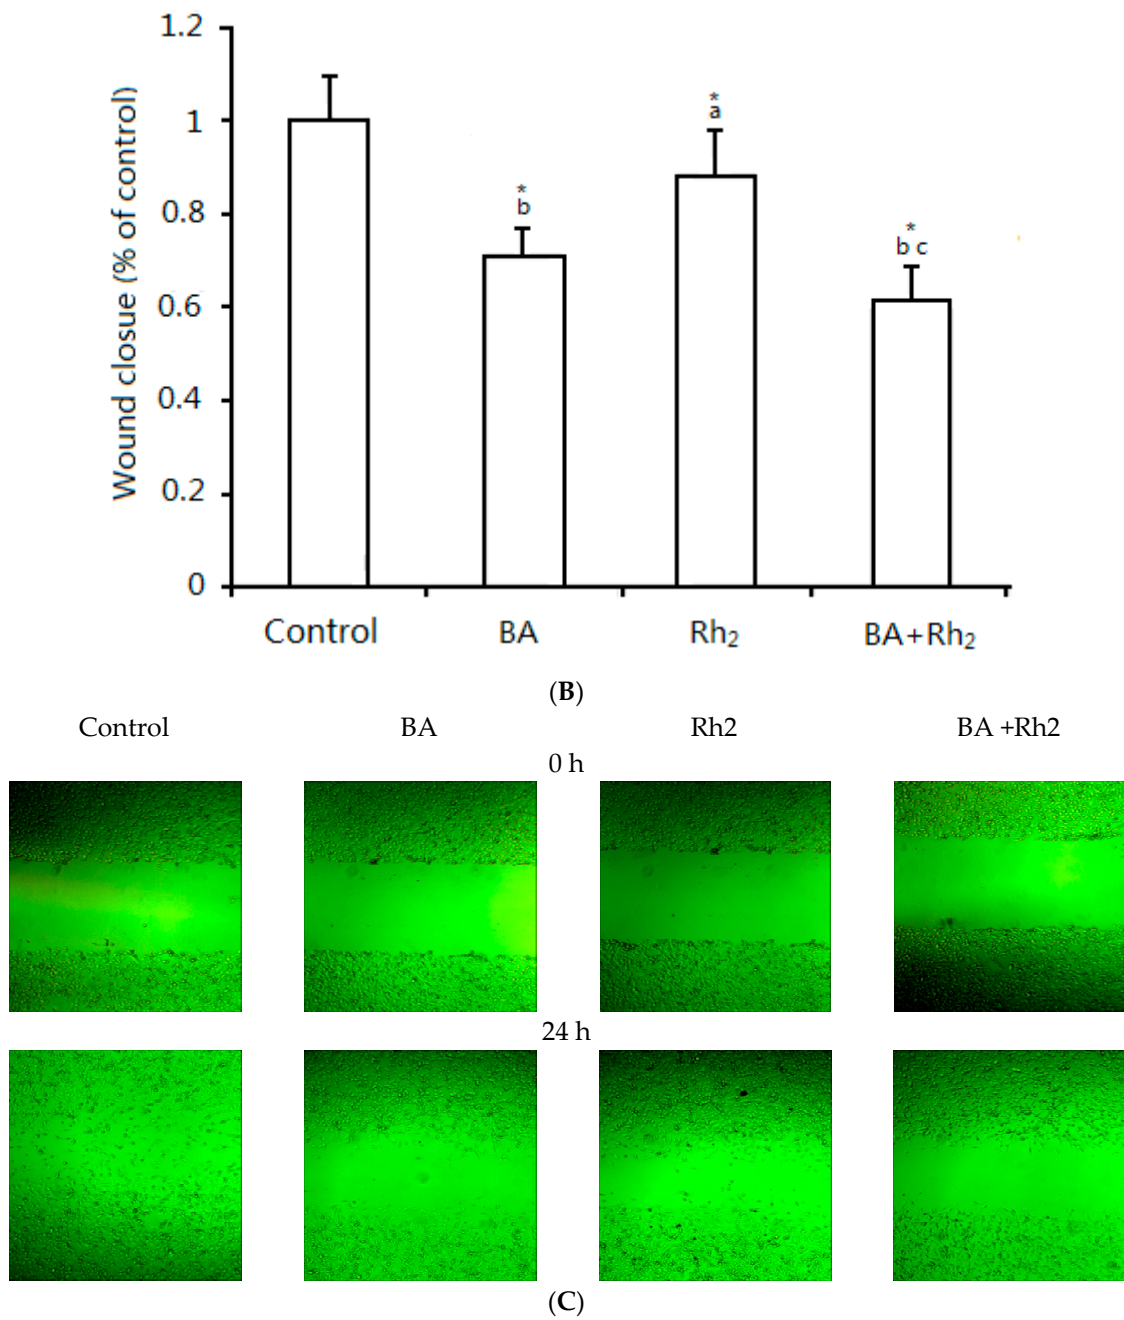 1.2
1
0.8
0.6
0.4
0.2
0
Wound closue (% of control)
*
b
*
a
*
b c
Control BA Rh₂ BA+Rh₂
(B)
Control BA Rh2 BA +Rh2
0 h
24 h
(C)